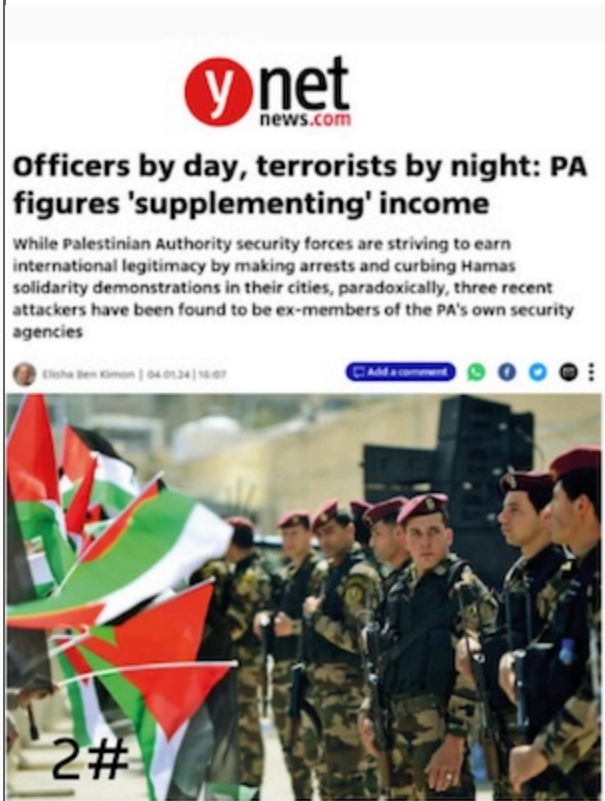 ynet
news.com
Officers by day, terrorists by night: PA
figures 'supplementing' income
While Palestinian Authority security forces are striving to earn
international legitimacy by making arrests and curbing Hamas
solidarity demonstrations in their cities, paradoxically, three recent
attackers have been found to be ex-members of the PA's own security
agencies
Elisha Ben Kimon | 04.01.24 | 16:07
Add a comment
2#